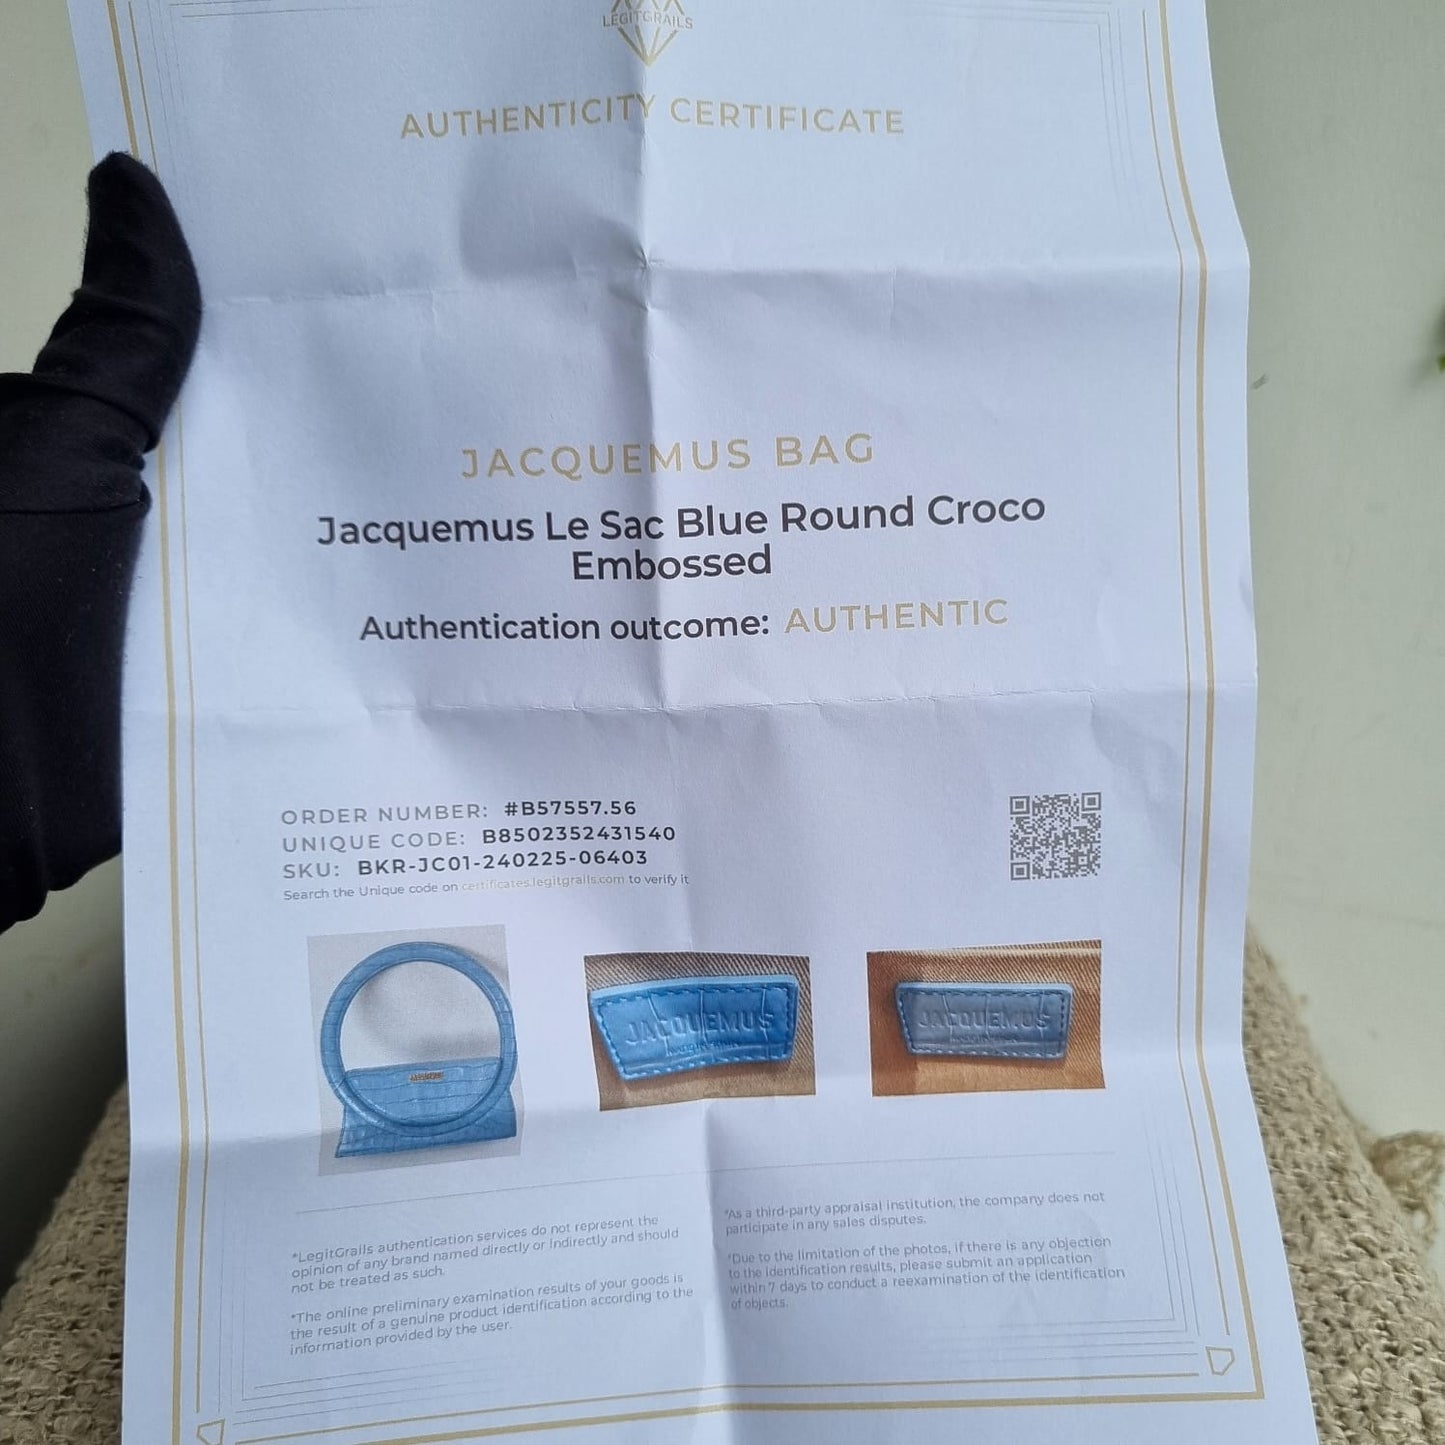 LEGITGRAILS
AUTHENTICITY CERTIFICATE
JACQUEMUS BAG
Jacquemus Le Sac Blue Round Croco
Embossed
Authentication outcome: AUTHENTIC
ORDER NUMBER: #B57557.56
UNIQUE CODE: B8502352431540
SKU: BKR-JC01-240225-06403
Search the Unique code on certificates.legitgrails.com to verify it
JACQUEMUS
JACQUEMUS
*LegitGrails authentication services do not represent the
opinion of any brand named directly or indirectly and should
not be treated as such.
*The online preliminary examination results of your goods is
the result of a genuine product identification according to the
information provided by the user.
*As a third-party appraisal institution, the company does not
participate in any sales disputes.
*Due to the limitation of the photos, if there is any objection
to the identification results, please submit an application
within 7 days to conduct a reexamination of the identification
of objects.